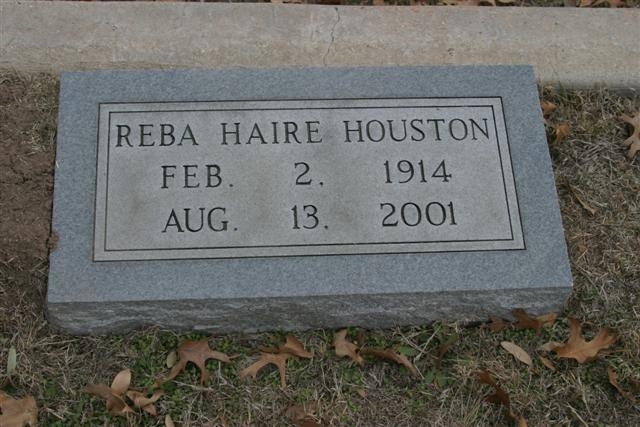 REBA HAIRE HOUSTON
FEB. 2. 1914
AUG. 13. 2001